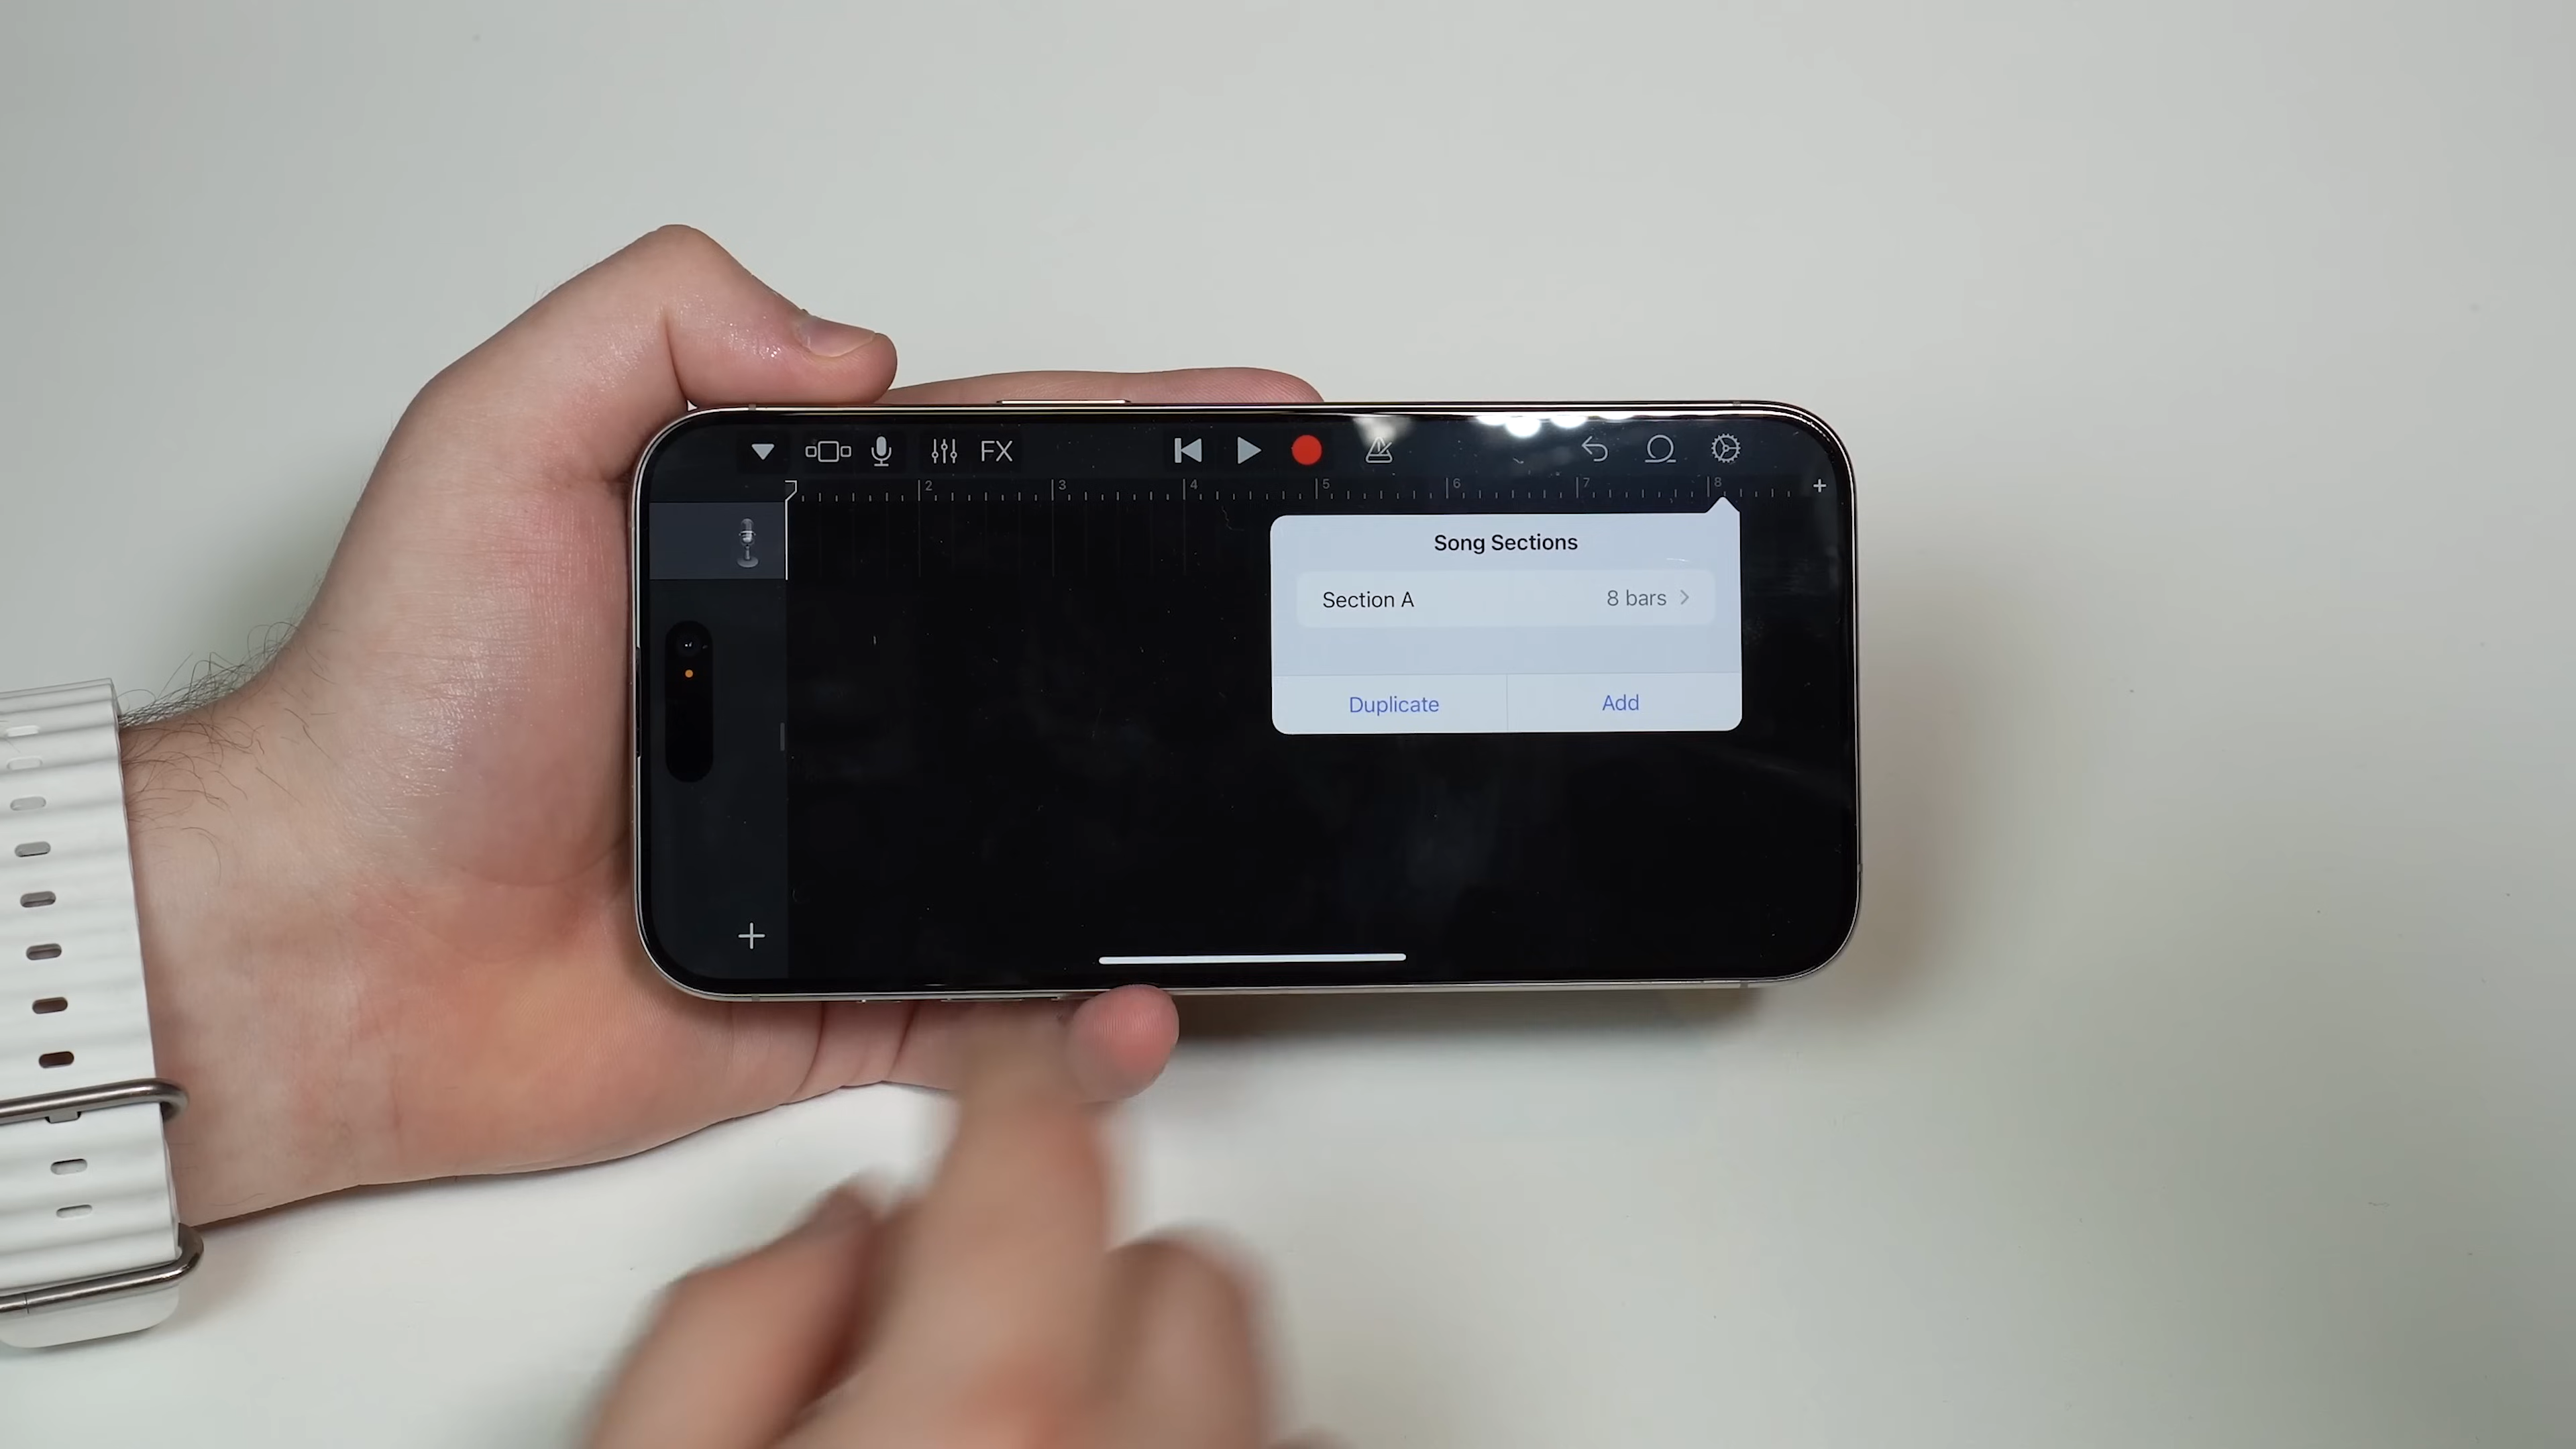 FX
2 3 4 5 6 7 8
Song Sections
Section A 8 bars
Duplicate Add